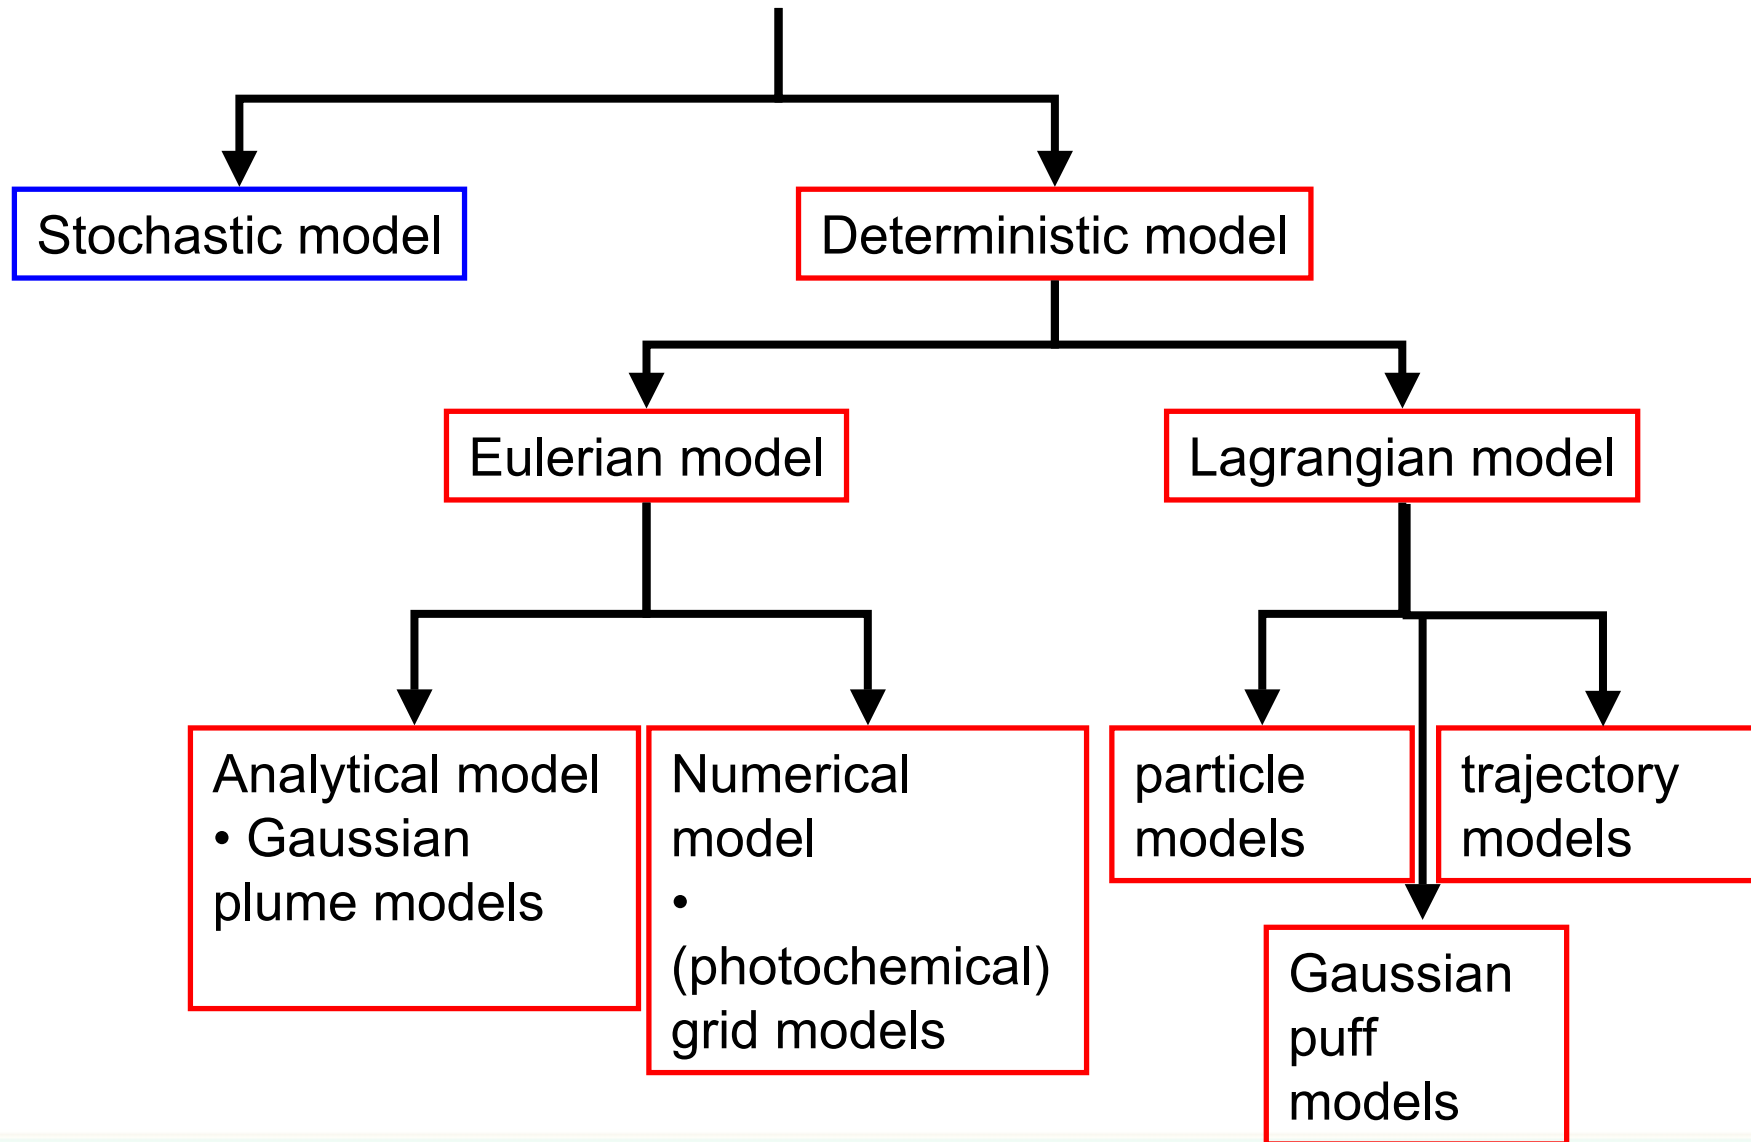 Stochastic model
Deterministic model
Eulerian model
Lagrangian model
Analytical model
• Gaussian
plume models
Numerical
model
•
(photochemical)
grid models
particle
models
trajectory
models
Gaussian
puff
models